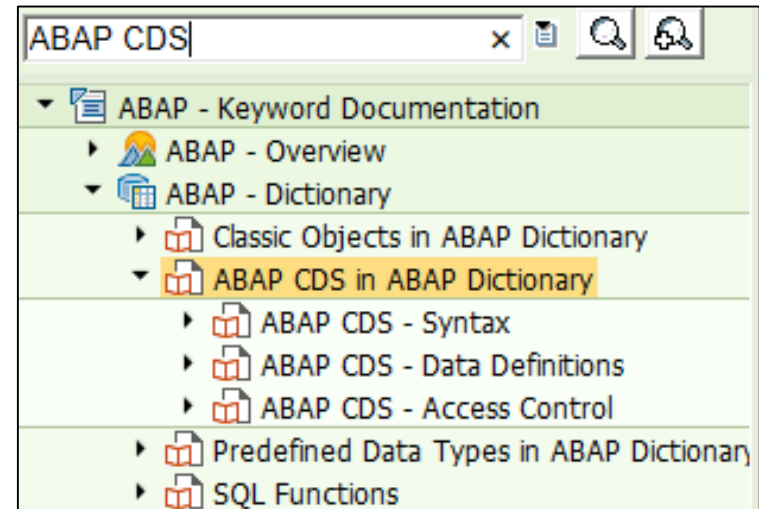 ABAP CDS
ABAP - Keyword Documentation
ABAP - Overview
ABAP - Dictionary
Classic Objects in ABAP Dictionary
ABAP CDS in ABAP Dictionary
ABAP CDS - Syntax
ABAP CDS - Data Definitions
ABAP CDS - Access Control
Predefined Data Types in ABAP Dictionary
SQL Functions